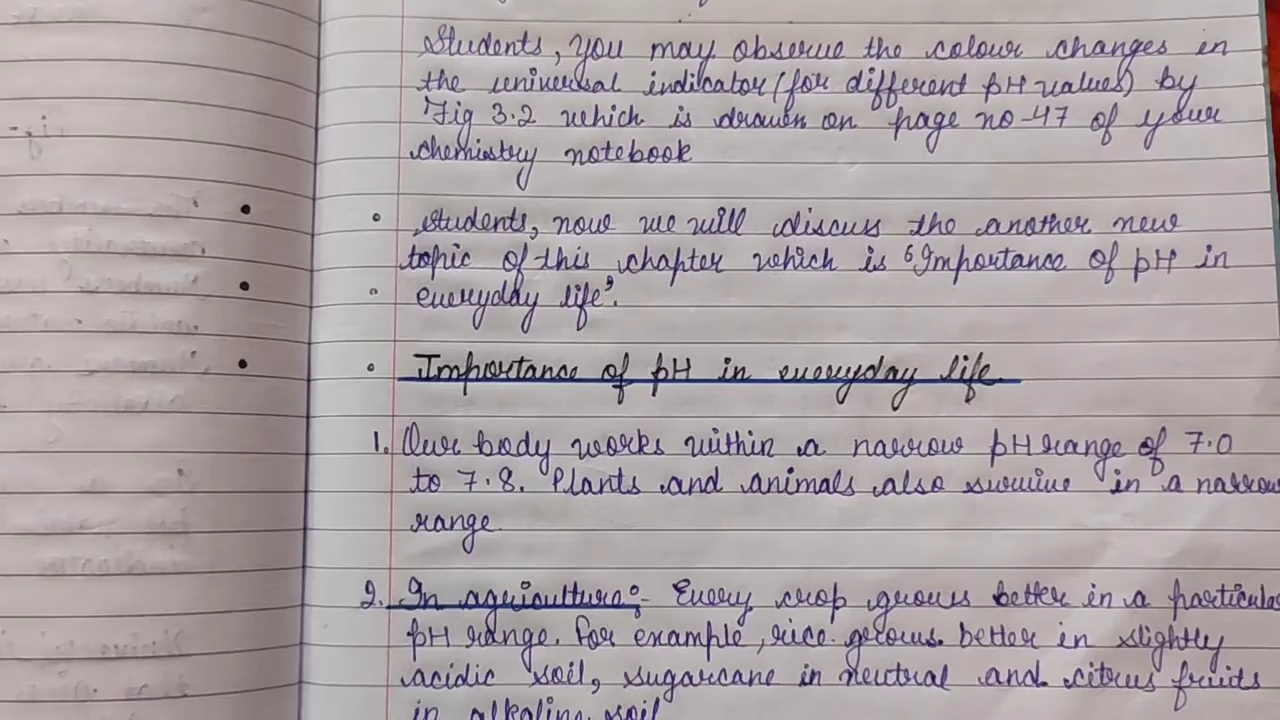 Students, you may observe the colour changes in
the universal indicator (for different pH values) by
Fig 3.2 which is drawn on page no-47 of your
chemistry notebook
students, now we will discuss the another new
topic of this chapter which is 'Importance of pH in
everyday life'.
Importance of pH in everyday life.
1. Our body works within a narrow pH range of 7.0
to 7.8. Plants and animals also survive in a narrow
range.
2. In agriculture:- Every crop grows better in a particular
pH range. For example, rice grows better in slightly
acidic soil, sugarcane in neutral and citrus fruits
in alkaline soil